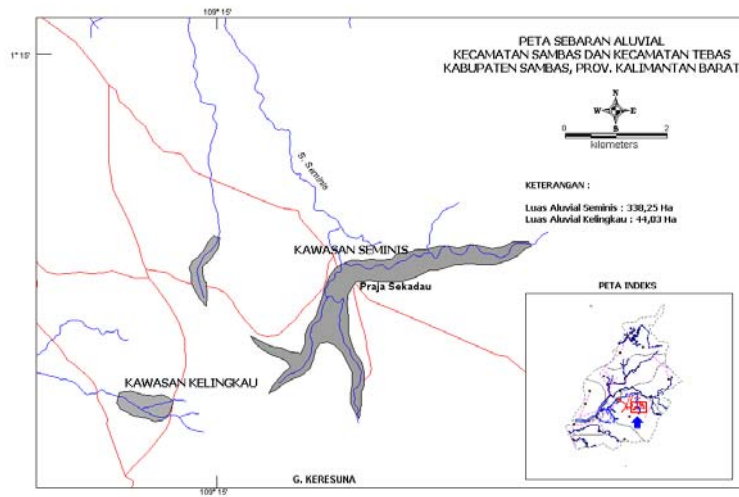 109° 15'
1° 15'
PETA SEBARAN ALUVIAL
KECAMATAN SAMBAS DAN KECAMATAN TEBAS
KABUPATEN SAMBAS, PROV. KALIMANTAN BARAT
N
W E
S
0 2
kilometers
S. Seminis
KETERANGAN :
Luas Aluvial Seminis : 338,25 Ha
Luas Aluvial Kelingkau : 44,03 Ha
KAWASAN SEMINIS
Praja Sekadau
PETA INDEKS
KAWASAN KELINGKAU
G. KERESUNA
109° 15'